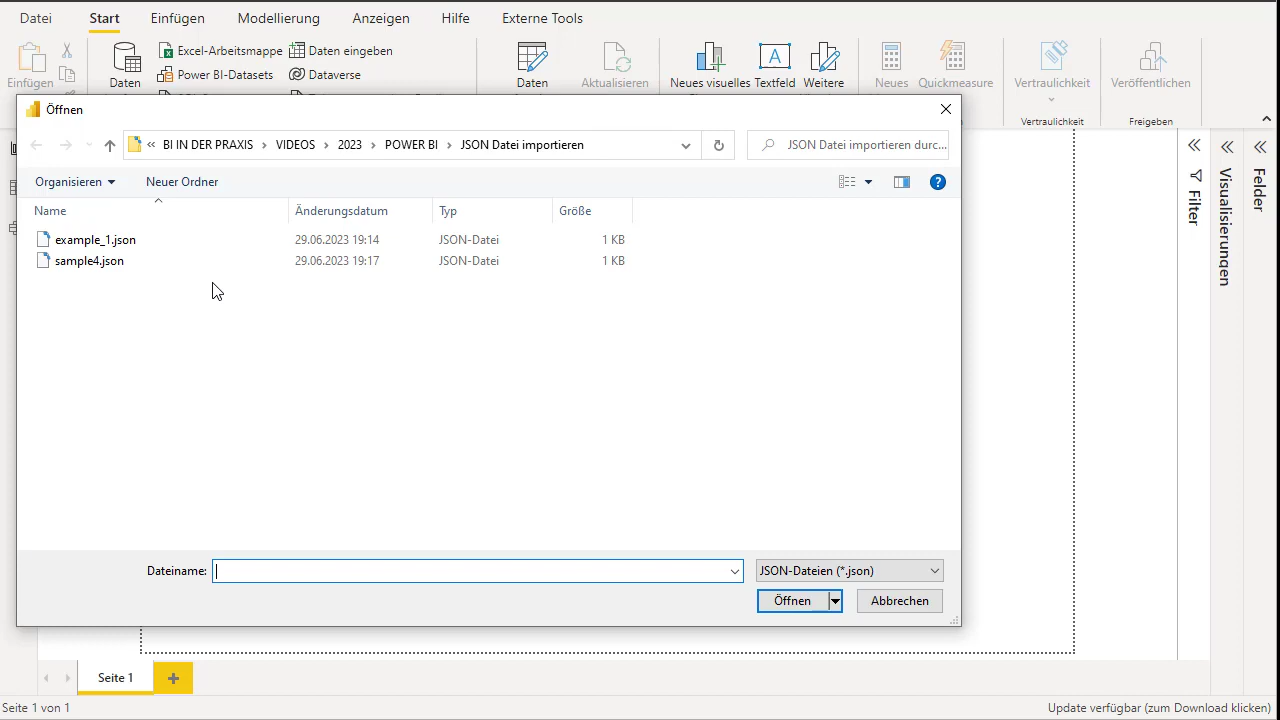 Datei Start Einfügen Modellierung Anzeigen Hilfe Externe Tools
Excel-Arbeitsmappe Daten eingeben
Power BI-Datasets Dataverse
Einfügen Daten Daten Aktualisierung Neues visuelles Textfeld Weitere Neues Quickmeasure Vertraulichkeit Veröffentlichen
Vertraulichkeit Freigeben
Öffnen
« BI IN DER PRAXIS › VIDEOS › 2023 › POWER BI › JSON Datei importieren
JSON Datei importieren durc...
Organisieren Neuer Ordner
Name Änderungsdatum Typ Größe
example_1.json 29.06.2023 19:14 JSON-Datei 1 KB
sample4.json 29.06.2023 19:17 JSON-Datei 1 KB
Filter
Visualisierungen
Felder
Dateiname: JSON-Dateien (*.json)
Öffnen Abbrechen
Seite 1 +
Seite 1 von 1 Update verfügbar (zum Download klicken)